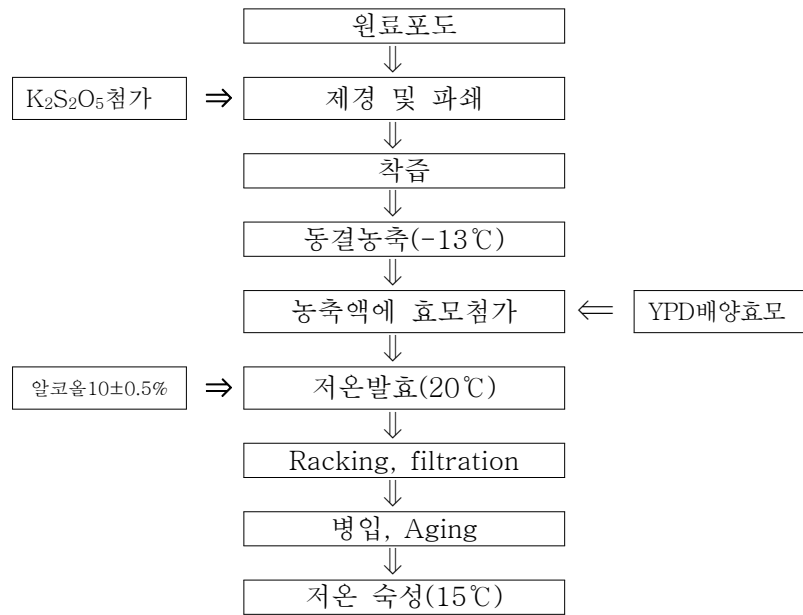 원료포도
K₂S₂O₅첨가
제경 및 파쇄
착즙
동결농축(-13℃)
농축액에 효모첨가
YPD배양효모
알코올10±0.5%
저온발효(20℃)
Racking, filtration
병입, Aging
저온 숙성(15℃)